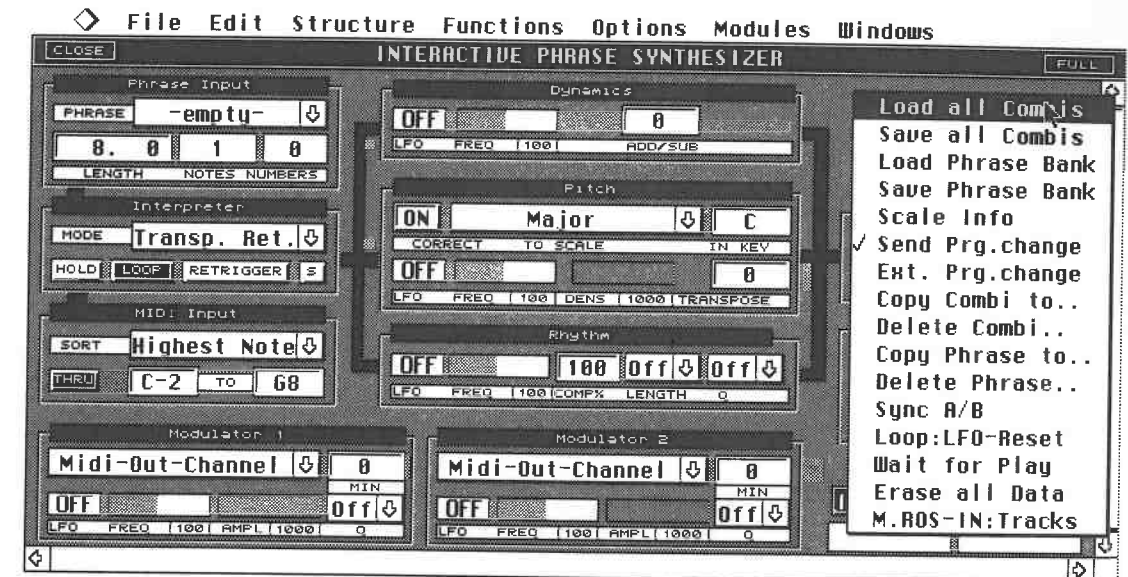 File Edit Structure Functions Options Modules Windows
CLOSE INTERACTIVE PHRASE SYNTHESIZER FULL
Phrase Input
PHRASE -empty-
8. 0 1 0
LENGTH NOTES NUMBERS
Interpreter
MODE Transp. Ret.
HOLD LOOP RETRIGGER S
MIDI Input
SORT Highest Note
THRU C-2 TO G8
Dynamics
OFF 0
LFO FREQ |100| ADD/SUB
Pitch
ON Major C
CORRECT TO SCALE IN KEY
OFF 0
LFO FREQ |100| DENS |1000|TRANSPOSE
Rhythm
OFF 100 Off Off
LFO FREQ |100|COMP% LENGTH Q
Modulator 1
Midi-Out-Channel 0
MIN
OFF Off
LFO FREQ |100| AMPL|1000| Q
Modulator 2
Midi-Out-Channel 0
MIN
OFF Off
LFO FREQ |100| AMPL|1000| Q
Load all Combis
Save all Combis
Load Phrase Bank
Save Phrase Bank
Scale Info
✓ Send Prg.change
Ext. Prg.change
Copy Combi to..
Delete Combi..
Copy Phrase to..
Delete Phrase..
Sync A/B
Loop:LFO-Reset
Wait for Play
Erase all Data
M.ROS-IN:Tracks